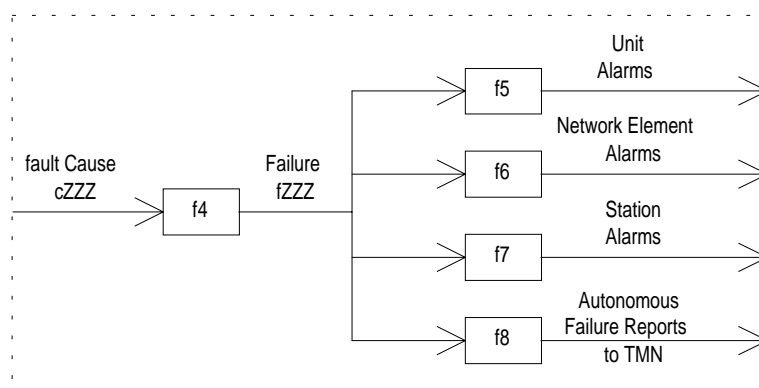 Unit
Alarms
f5
Network Element
Alarms
fault Cause
cZZZ
Failure
fZZZ
f6
f4
Station
Alarms
f7
Autonomous
Failure Reports
to TMN
f8